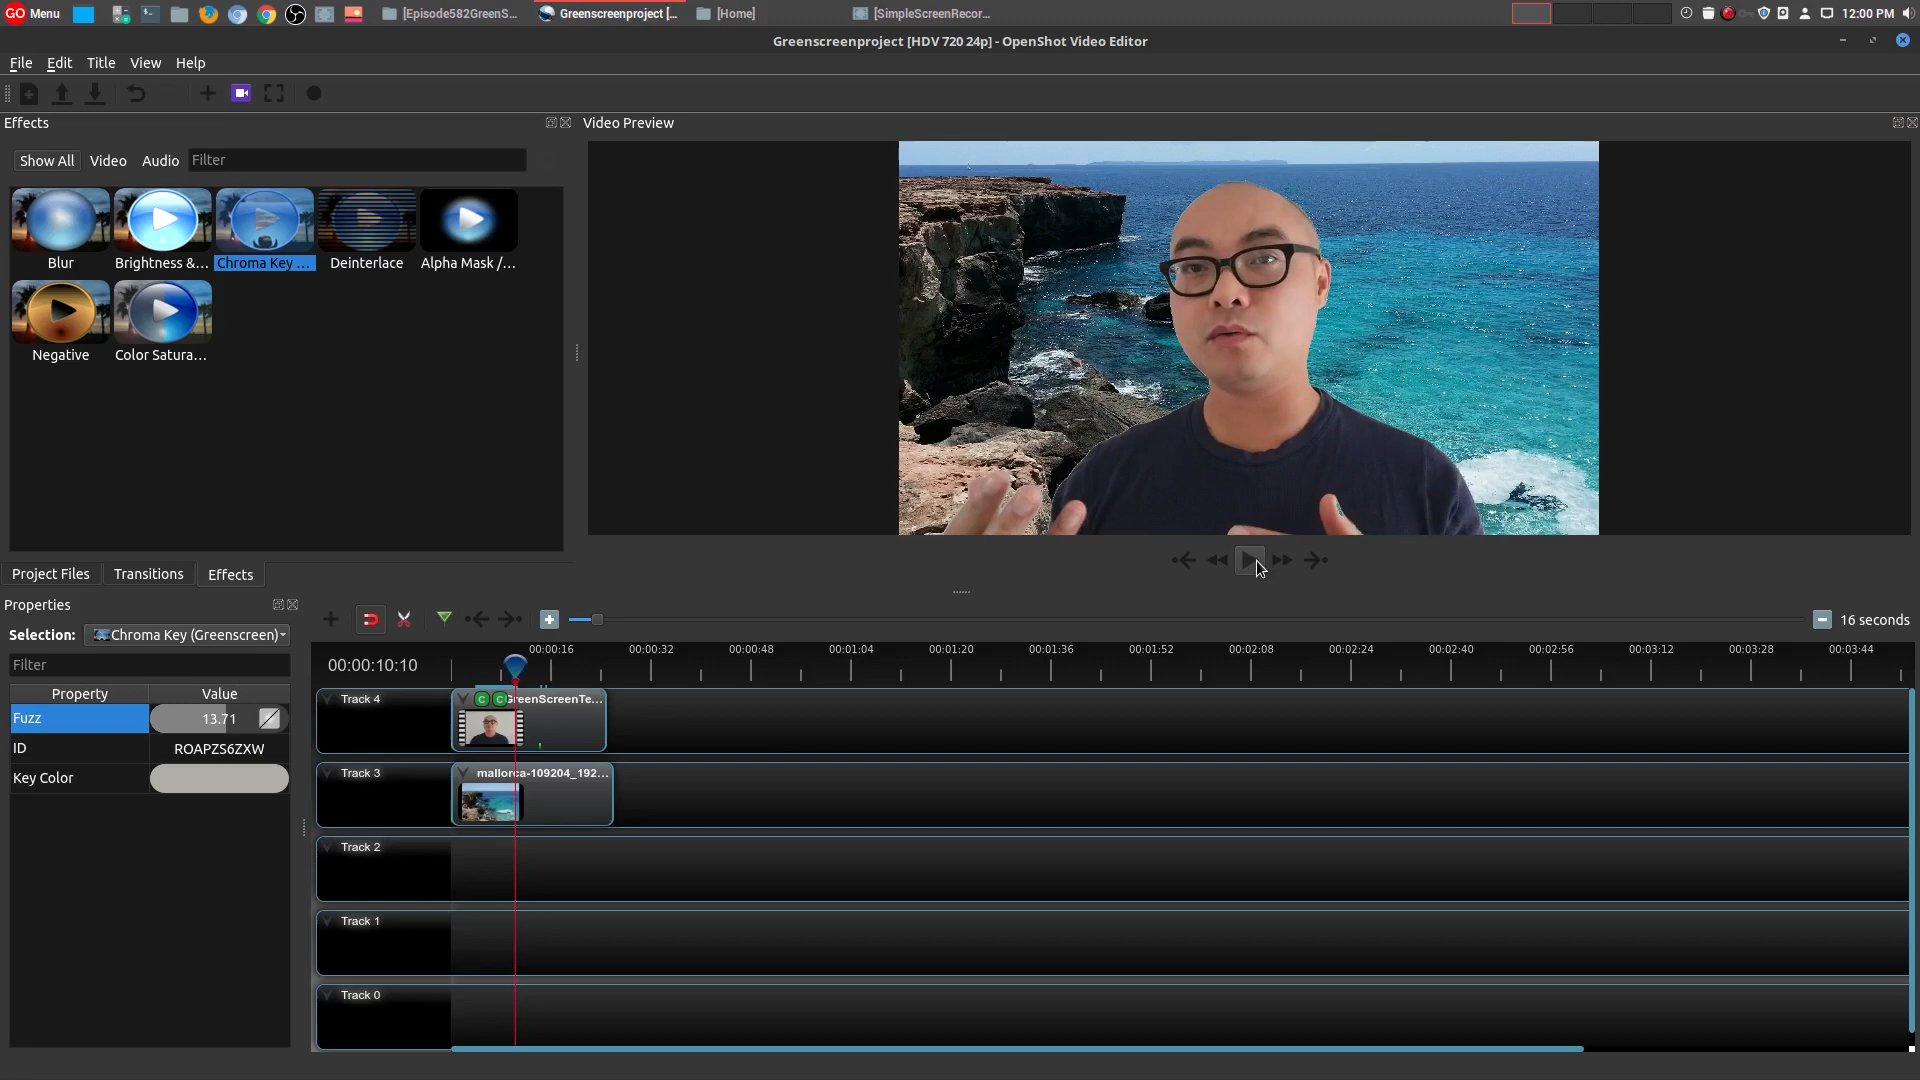 Menu [Episode582GreenS... Greenscreenproject [... [Home] [SimpleScreenRecor... 12:00 PM
Greenscreenproject [HDV 720 24p] - OpenShot Video Editor
File Edit Title View Help
Effects
Video Preview
Show All Video Audio Filter
Blur Brightness &... Chroma Key ... Deinterlace Alpha Mask /...
Negative Color Satura...
Project Files Transitions Effects
Properties
Selection: Chroma Key (Greenscreen)
16 seconds
Filter
00:00:10:10
00:00:16 00:00:32 00:00:48 00:01:04 00:01:20 00:01:36 00:01:52 00:02:08 00:02:24 00:02:40 00:02:56 00:03:12 00:03:28 00:03:44
Property Value
Fuzz 13.71
ID ROAPZS6ZXW
Key Color
Track 4 C C GreenScreenTe...
Track 3 mallorca-109204_192...
Track 2
Track 1
Track 0